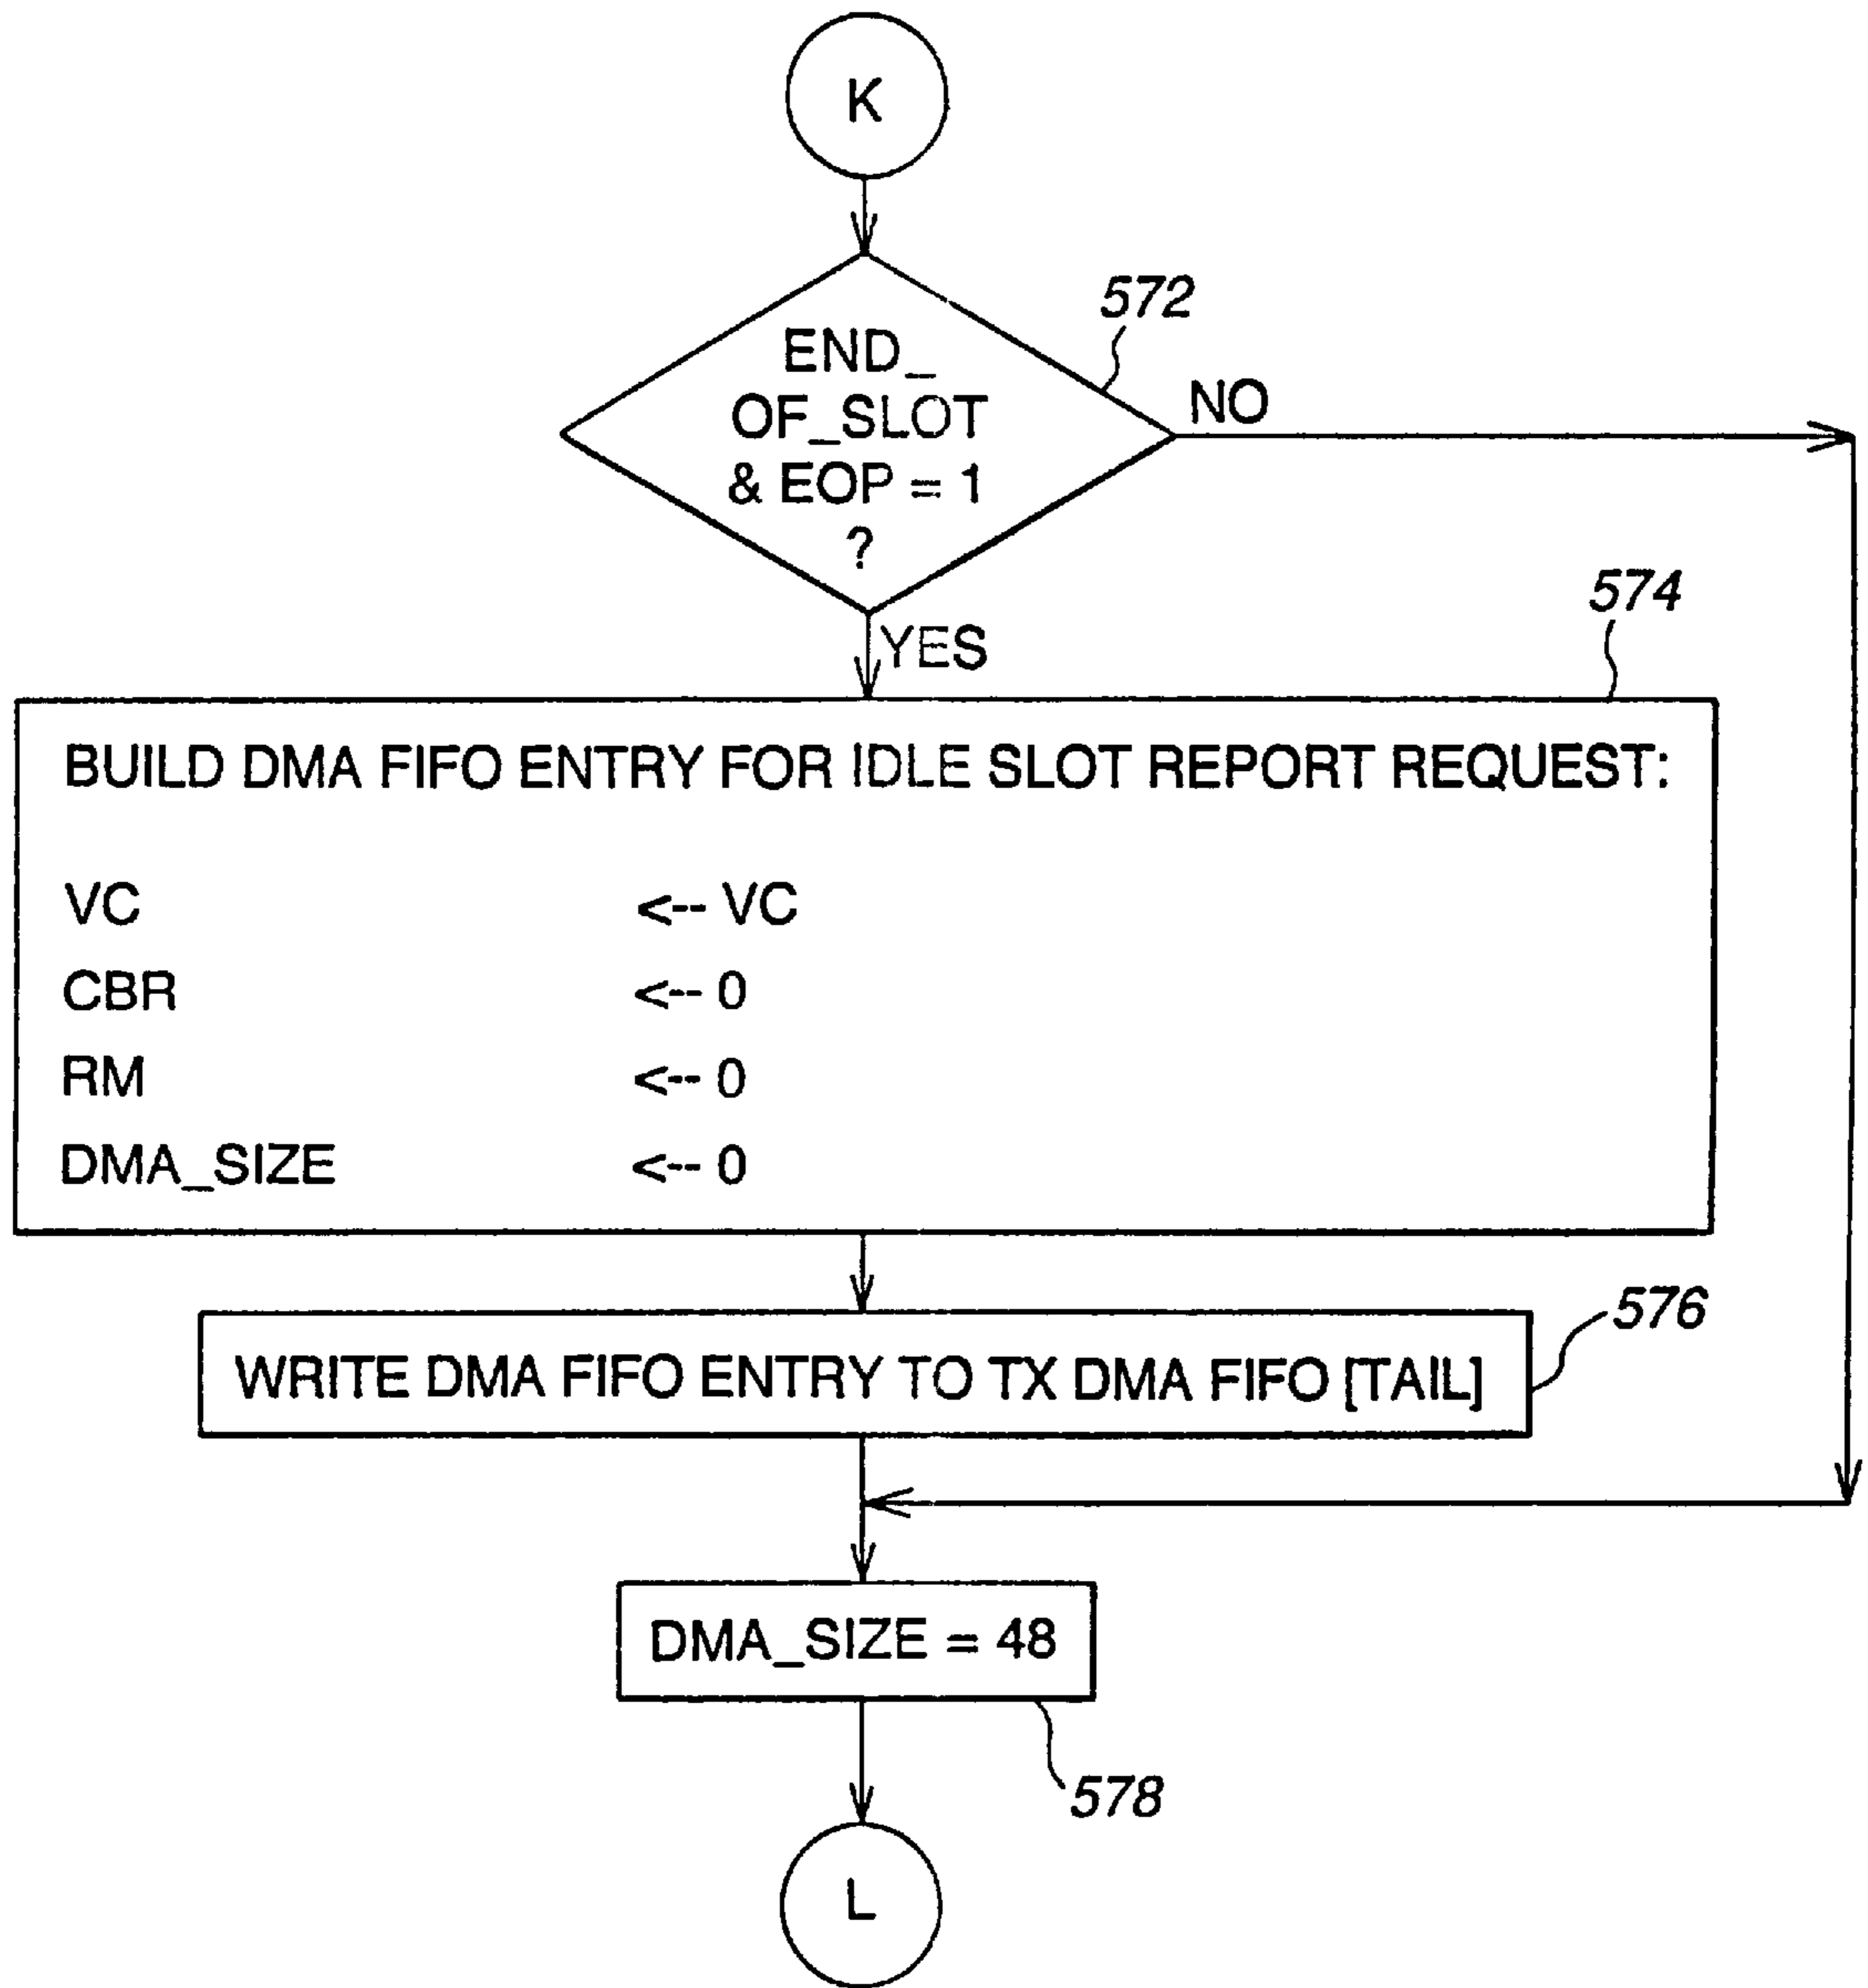 K
572
END_
OF_SLOT
& EOP = 1
?
NO
YES
574
BUILD DMA FIFO ENTRY FOR IDLE SLOT REPORT REQUEST:
VC <-- VC
CBR <-- 0
RM <-- 0
DMA_SIZE <-- 0
576
WRITE DMA FIFO ENTRY TO TX DMA FIFO [TAIL]
DMA_SIZE = 48
578
L